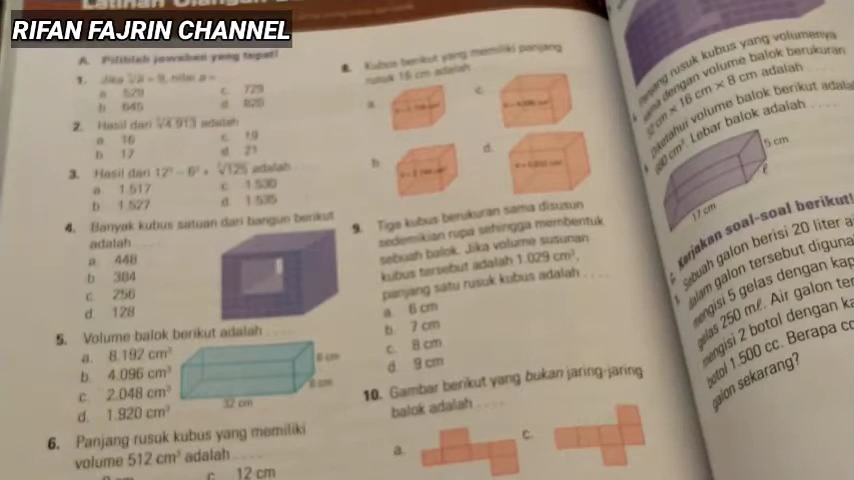 Latihan Ulangan
RIFAN FAJRIN CHANNEL
A. Pilihlah jawaban yang tepat!
1. Jika ∛a = 9, nilai a =
a. 529 c. 729
b. 645 d. 820
2. Hasil dari ∛4.913 adalah
a. 16 c. 19
b. 17 d. 21
3. Hasil dari 12³ – 6³ + ∛125 adalah
a. 1.517 c. 1.530
b. 1.527 d. 1.535
4. Banyak kubus satuan dari bangun berikut
adalah . . . .
a. 448
b. 384
c. 256
d. 128
5. Volume balok berikut adalah . . . .
a. 8.192 cm³
b. 4.096 cm³
c. 2.048 cm³
d. 1.920 cm³
8 cm
8 cm
32 cm
6. Panjang rusuk kubus yang memiliki
volume 512 cm³ adalah . . . .
c. 12 cm
8. Kubus berikut yang memiliki panjang
rusuk 16 cm adalah
a. c.
b. d.
9. Tiga kubus berukuran sama disusun
sedemikian rupa sehingga membentuk
sebuah balok. Jika volume susunan
kubus tersebut adalah 1.029 cm³,
panjang satu rusuk kubus adalah . . . .
a. 6 cm
b. 7 cm
c. 8 cm
d. 9 cm
10. Gambar berikut yang bukan jaring-jaring
balok adalah . . . .
a. c.
rusuk kubus yang volumenya
sama dengan volume balok berukuran
32 cm × 16 cm × 8 cm adalah
Diketahui volume balok berikut adalah
cm³. Lebar balok adalah . . . .
5 cm
ℓ
17 cm
C. Kerjakan soal-soal berikut!
1. Sebuah galon berisi 20 liter
dalam galon tersebut
mengisi 5 gelas dengan
gelas 250 mℓ. Air galon
mengisi 2 botol dengan
botol 1.500 cc. Berapa
galon sekarang?